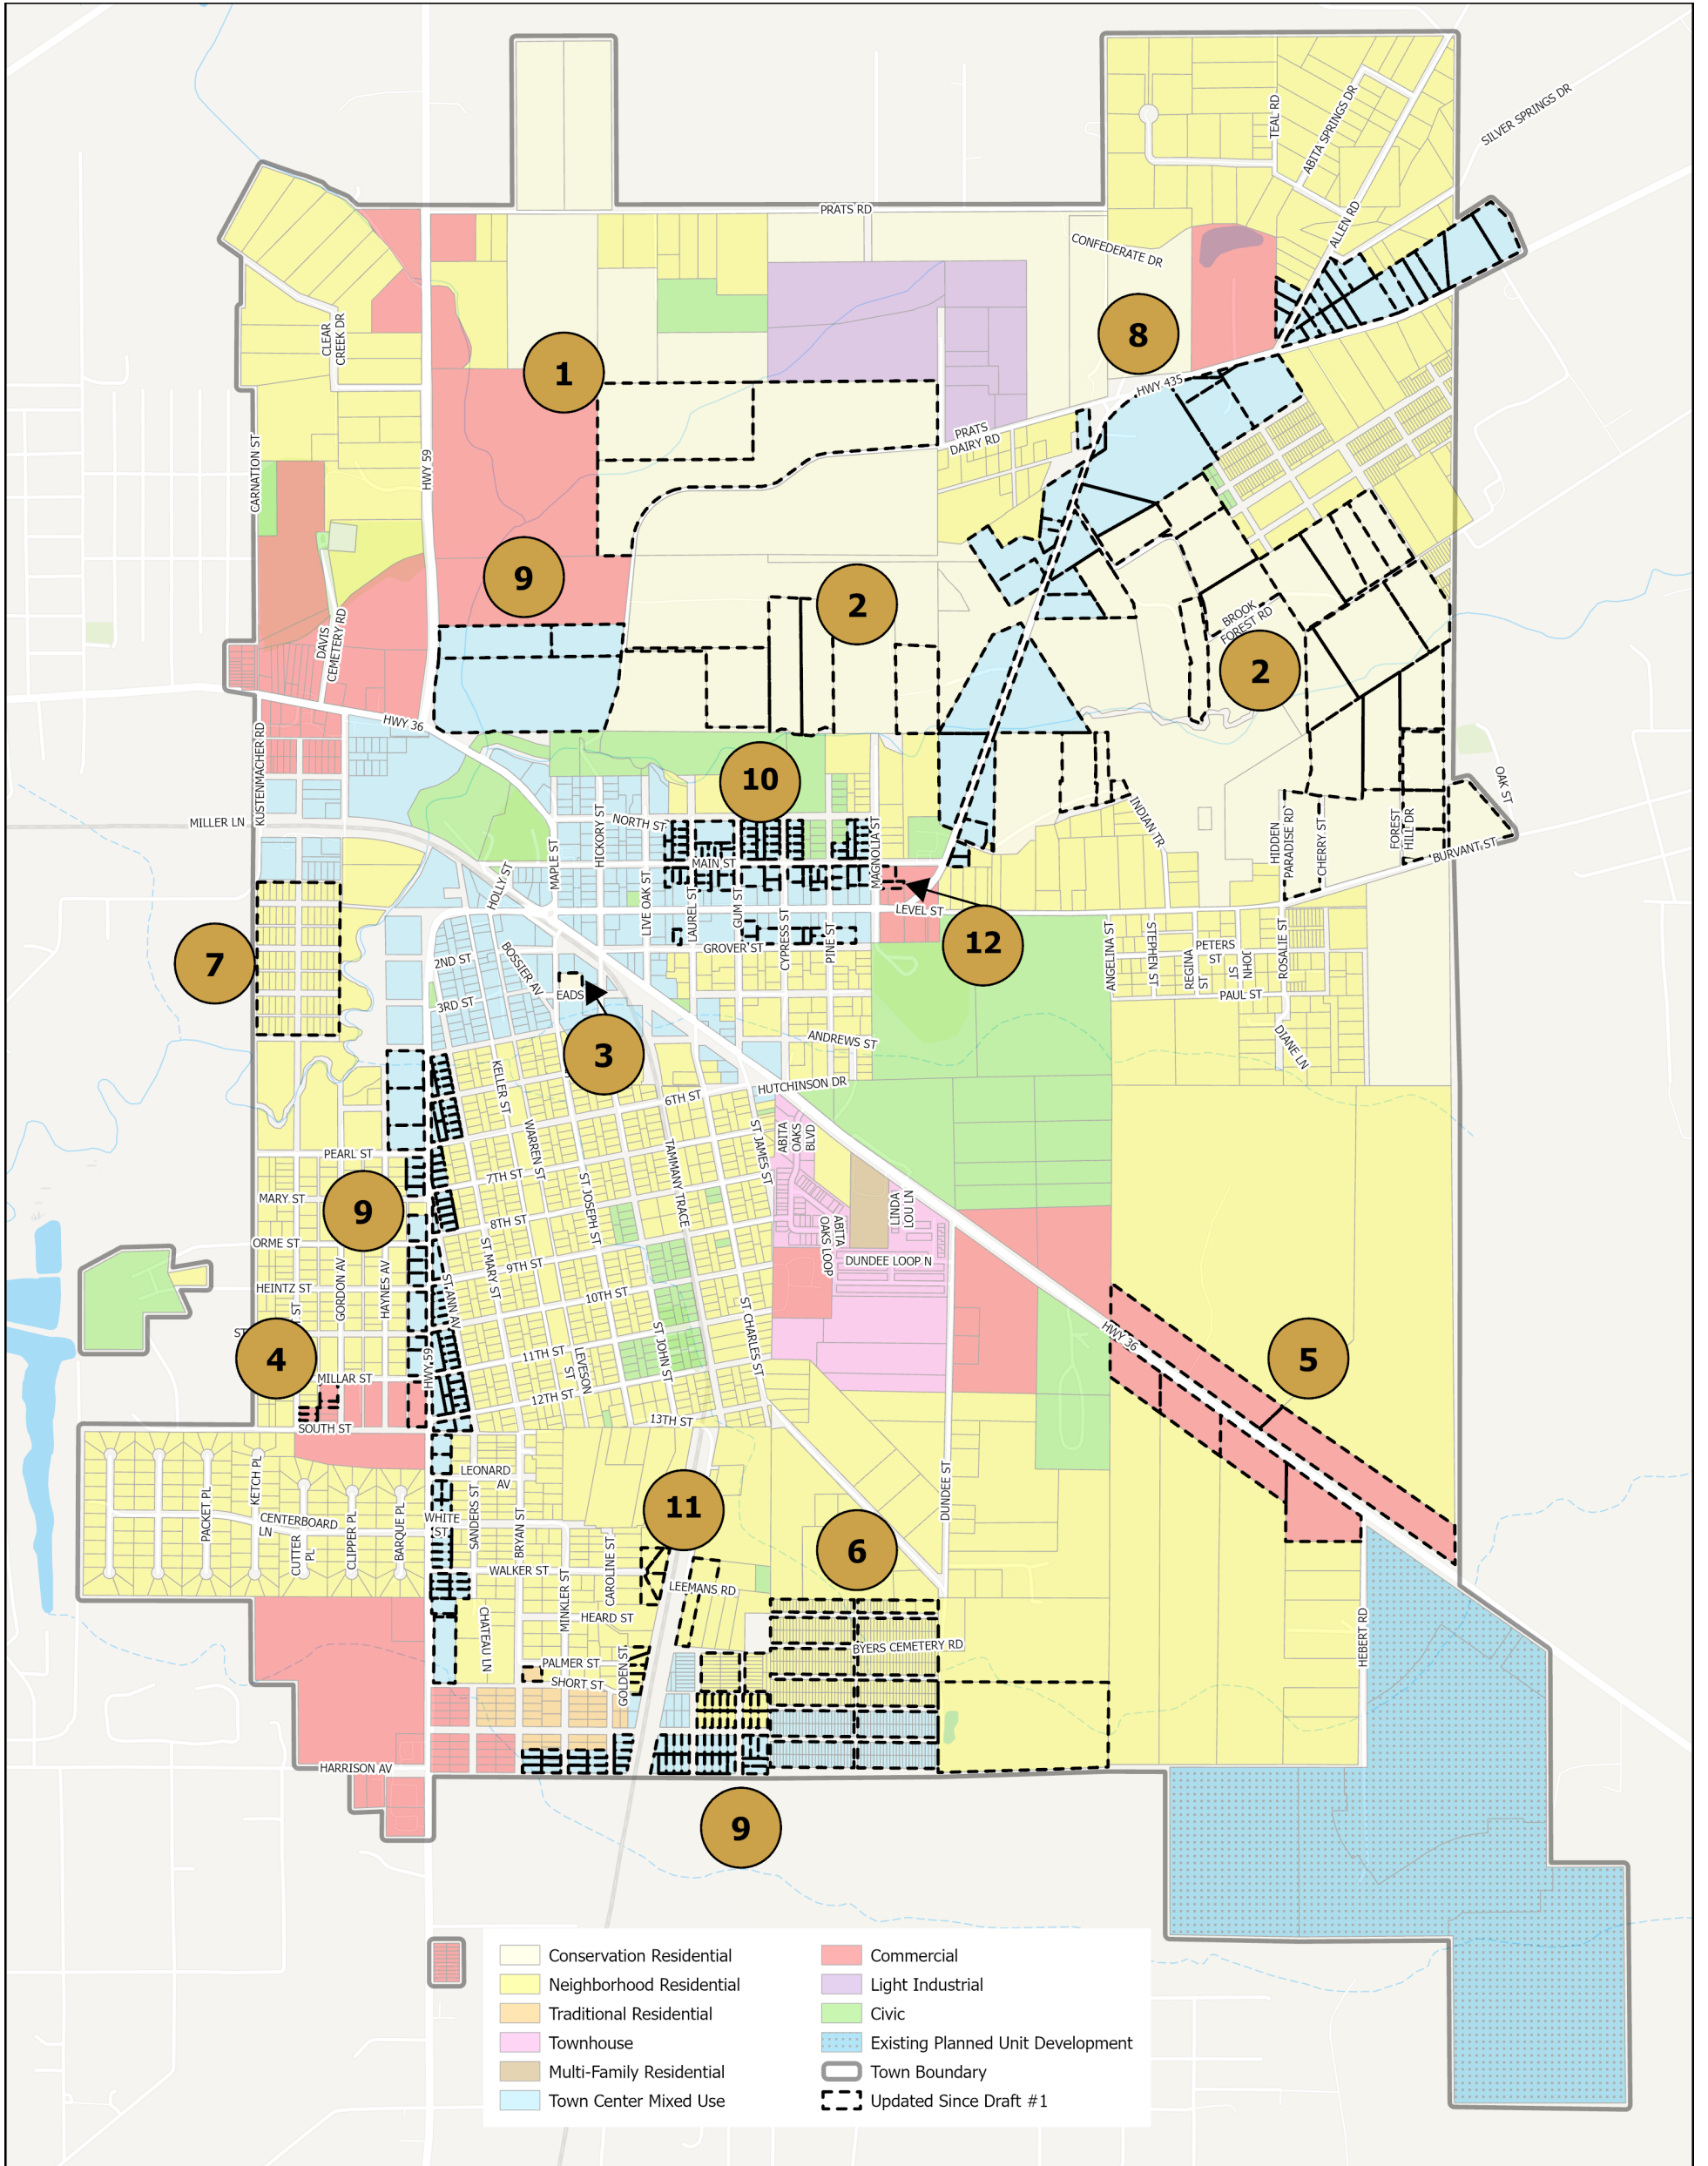 PRATS RD
TEAL RD
ABITA SPRINGS DR
SILVER SPRINGS DR
ALLEN RD
CONFEDERATE DR
CLEAR
CREEK DR
8
1
HWY 435
HWY 59
PRATS
DAIRY RD
CARNATION ST
9
2
BROOK
FOREST RD
2
DAVIS
CEMETERY RD
HWY 36
KUSTENMACHER RD
10
OAK ST
MILLER LN
NORTH ST
HICKORY ST
MAPLE ST
MAIN ST
MAGNOLIA ST
INDIAN TR
HIDDEN
PARADISE RD
CHERRY ST
FOREST
HILL DR
BURVANT ST
HOLLY ST
LIVE OAK ST
LAUREL ST
GUM ST
CYPRESS ST
PINE ST
LEVEL ST
12
GROVER ST
7
2ND ST
BOSSIER AV
3RD ST
EADS
3
ANGELINA ST
STEPHEN ST
REGINA
ST
PETERS
ST
JOHN
ST
ROSALIE ST
PAUL ST
DIANE LN
ANDREWS ST
HUTCHINSON DR
KELLER ST
6TH ST
WARREN ST
7TH ST
TAMMANY TRACE
ST JAMES ST
ABITA
OAKS
BLVD
PEARL ST
MARY ST
9
ORME ST
HEINTZ ST
GORDON AV
HAYNES AV
ST JOSEPH ST
8TH ST
ST MARY ST
9TH ST
10TH ST
ST ANN AV
ABITA
OAKS LOOP
LINDA
LOU LN
DUNDEE LOOP N
ST CHARLES ST
ST JOHN ST
11TH ST
LEVESON
ST
12TH ST
13TH ST
4
HWY 59
MILLAR ST
SOUTH ST
HWY 36
5
KETCH PL
PACKET PL
CENTERBOARD
LN
CUTTER
PL
CLIPPER PL
BARQUE PL
LEONARD
AV
WHITE
ST
SANDERS ST
BRYAN ST
11
6
DUNDEE ST
WALKER ST
MINKLER ST
CAROLINE ST
LEEMANS RD
HEARD ST
CHATEAU LN
BYERS CEMETERY RD
HEBERT RD
PALMER ST
SHORT ST
GOLDEN ST
HARRISON AV
9
Conservation Residential
Neighborhood Residential
Traditional Residential
Townhouse
Multi-Family Residential
Town Center Mixed Use
Commercial
Light Industrial
Civic
Existing Planned Unit Development
Town Boundary
Updated Since Draft #1